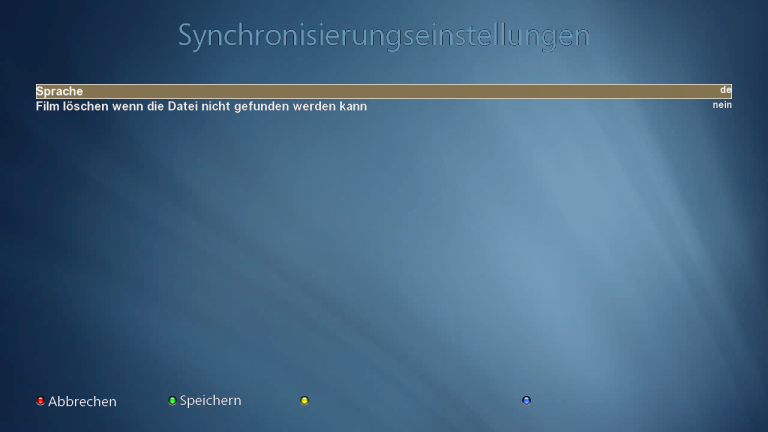 Synchronisierungseinstellungen
Sprache de
Film löschen wenn die Datei nicht gefunden werden kann nein
Abbrechen Speichern